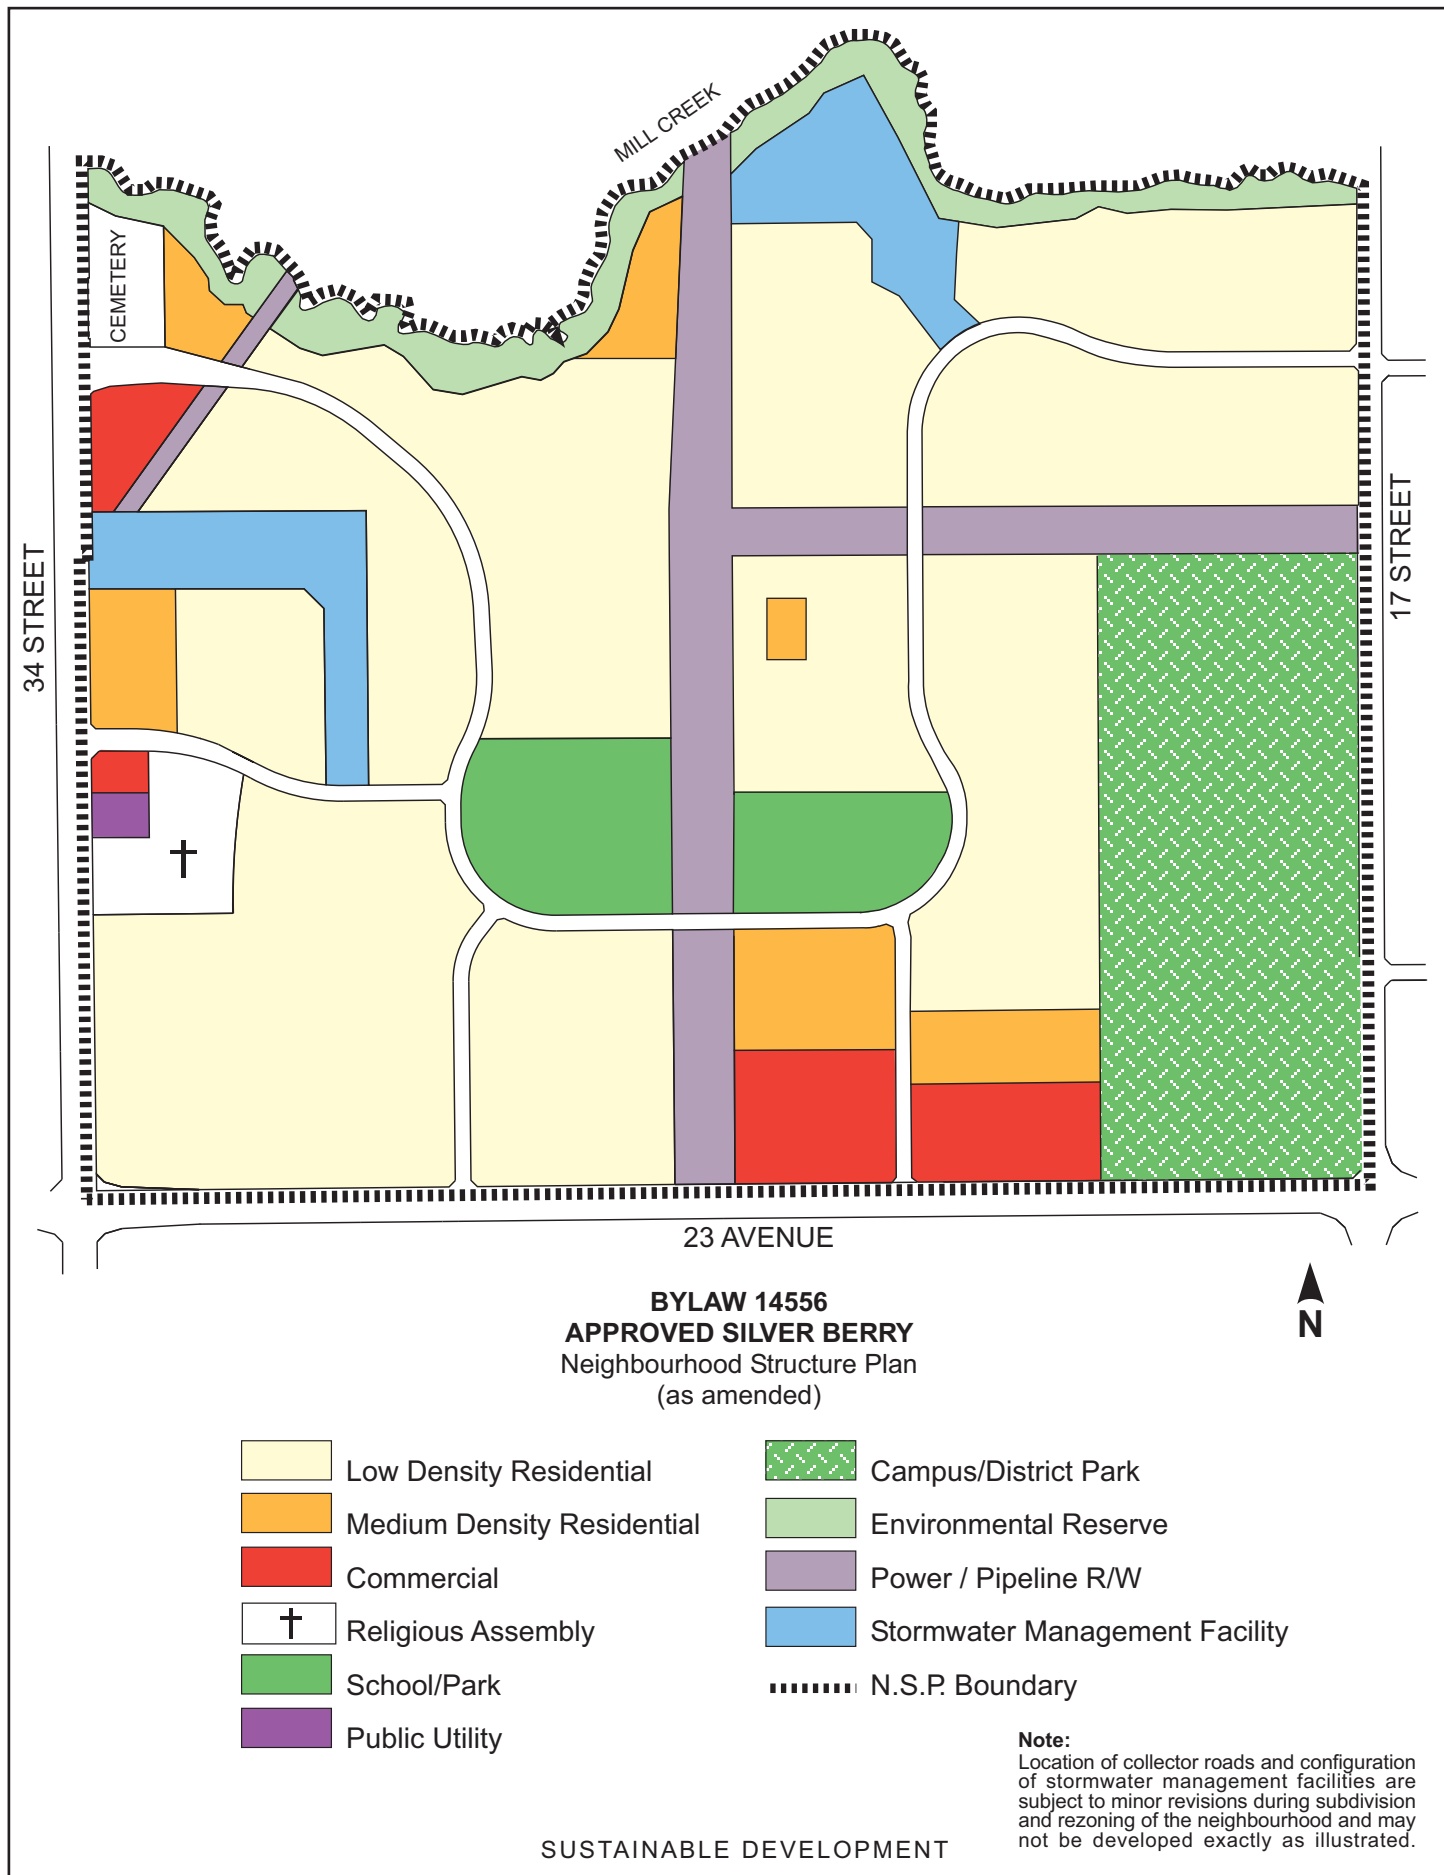 MILL CREEK
CEMETERY
34 STREET
17 STREET
23 AVENUE
N
BYLAW 14556
APPROVED SILVER BERRY
Neighbourhood Structure Plan
(as amended)
Low Density Residential
Medium Density Residential
Commercial
Religious Assembly
School/Park
Public Utility
Campus/District Park
Environmental Reserve
Power / Pipeline R/W
Stormwater Management Facility
N.S.P. Boundary
Note:
Location of collector roads and configuration
of stormwater management facilities are
subject to minor revisions during subdivision
and rezoning of the neighbourhood and may
not be developed exactly as illustrated.
SUSTAINABLE DEVELOPMENT